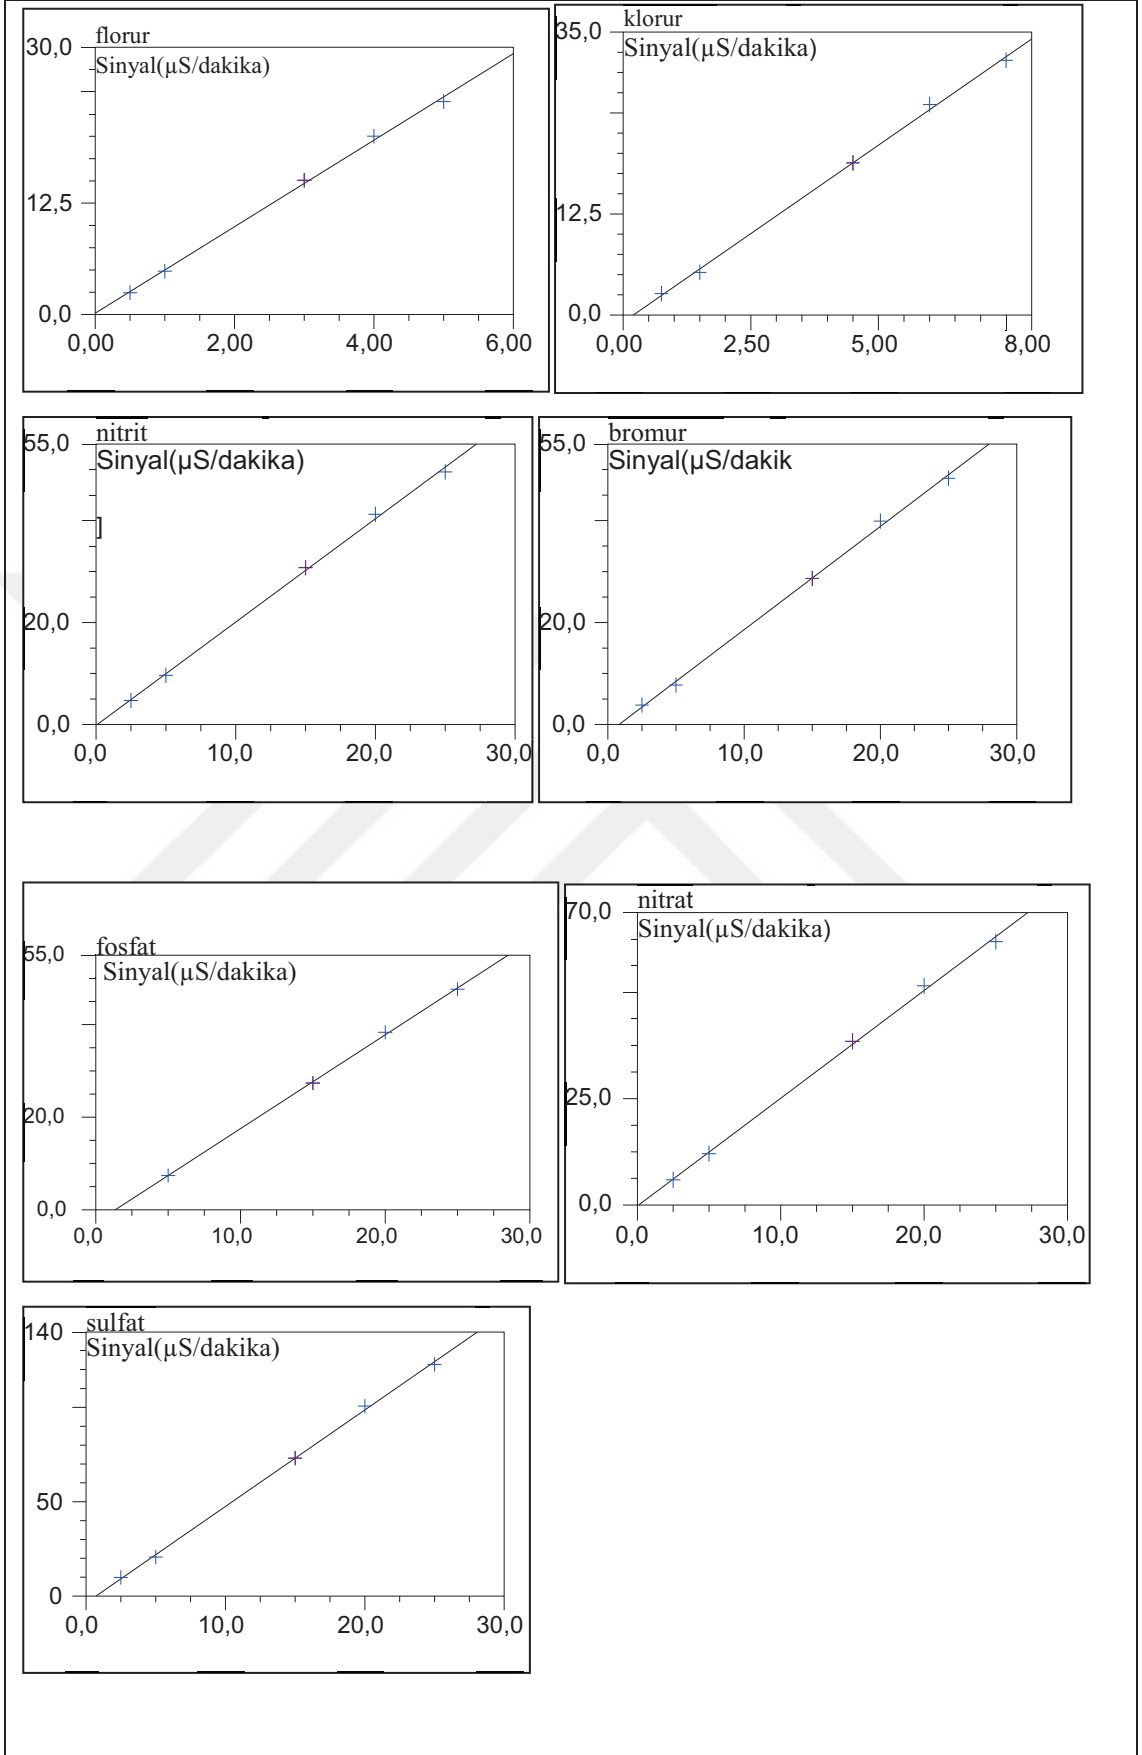 florur
Sinyal(µS/dakika)
30,0
12,5
0,0
0,00 2,00 4,00 6,00
klorur
Sinyal(µS/dakika)
35,0
12,5
0,0
0,00 2,50 5,00 8,00
nitrit
55,0
Sinyal(µS/dakika)
]
20,0
0,0
0,0 10,0 20,0 30,0
bromur
55,0
Sinyal(µS/dakik
20,0
0,0
0,0 10,0 20,0 30,0
fosfat
55,0
Sinyal(µS/dakika)
20,0
0,0
0,0 10,0 20,0 30,0
nitrat
70,0
Sinyal(µS/dakika)
25,0
0,0
0,0 10,0 20,0 30,0
sulfat
140
Sinyal(µS/dakika)
50
0
0,0 10,0 20,0 30,0